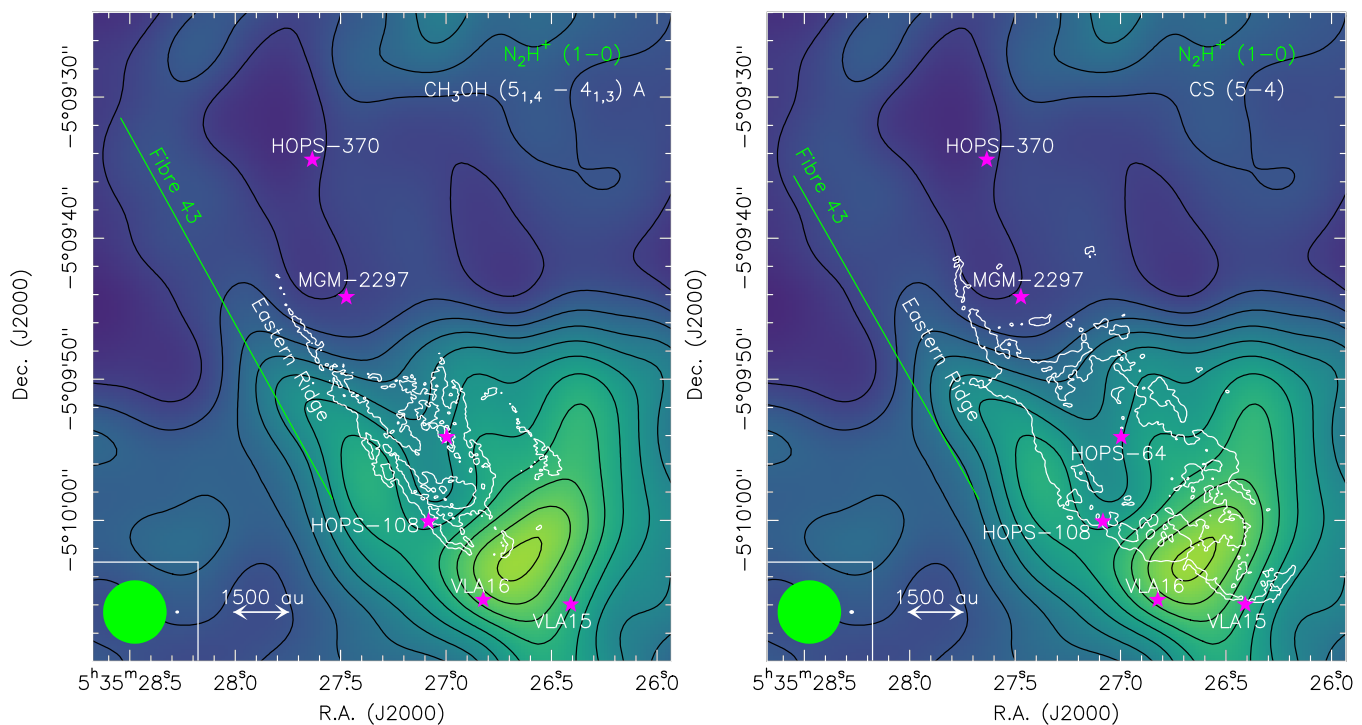 N₂H⁺ (1−0)
CH₃OH (5₁,₄ − 4₁,₃) A
HOPS−370
Fibre 43
MGM−2297
Eastern Ridge
HOPS−108
VLA16
VLA15
1500 au
−5°09'30"
−5°09'40"
−5°09'50"
−5°10'00"
Dec. (J2000)
5ʰ35ᵐ28ˢ.5
28ˢ.0
27ˢ.5
27ˢ.0
26ˢ.5
26ˢ.0
R.A. (J2000)
N₂H⁺ (1−0)
CS (5−4)
HOPS−370
Fibre 43
MGM−2297
Eastern Ridge
HOPS−64
HOPS−108
VLA16
VLA15
1500 au
−5°09'30"
−5°09'40"
−5°09'50"
−5°10'00"
Dec. (J2000)
5ʰ35ᵐ28ˢ.5
28ˢ.0
27ˢ.5
27ˢ.0
26ˢ.5
26ˢ.0
R.A. (J2000)